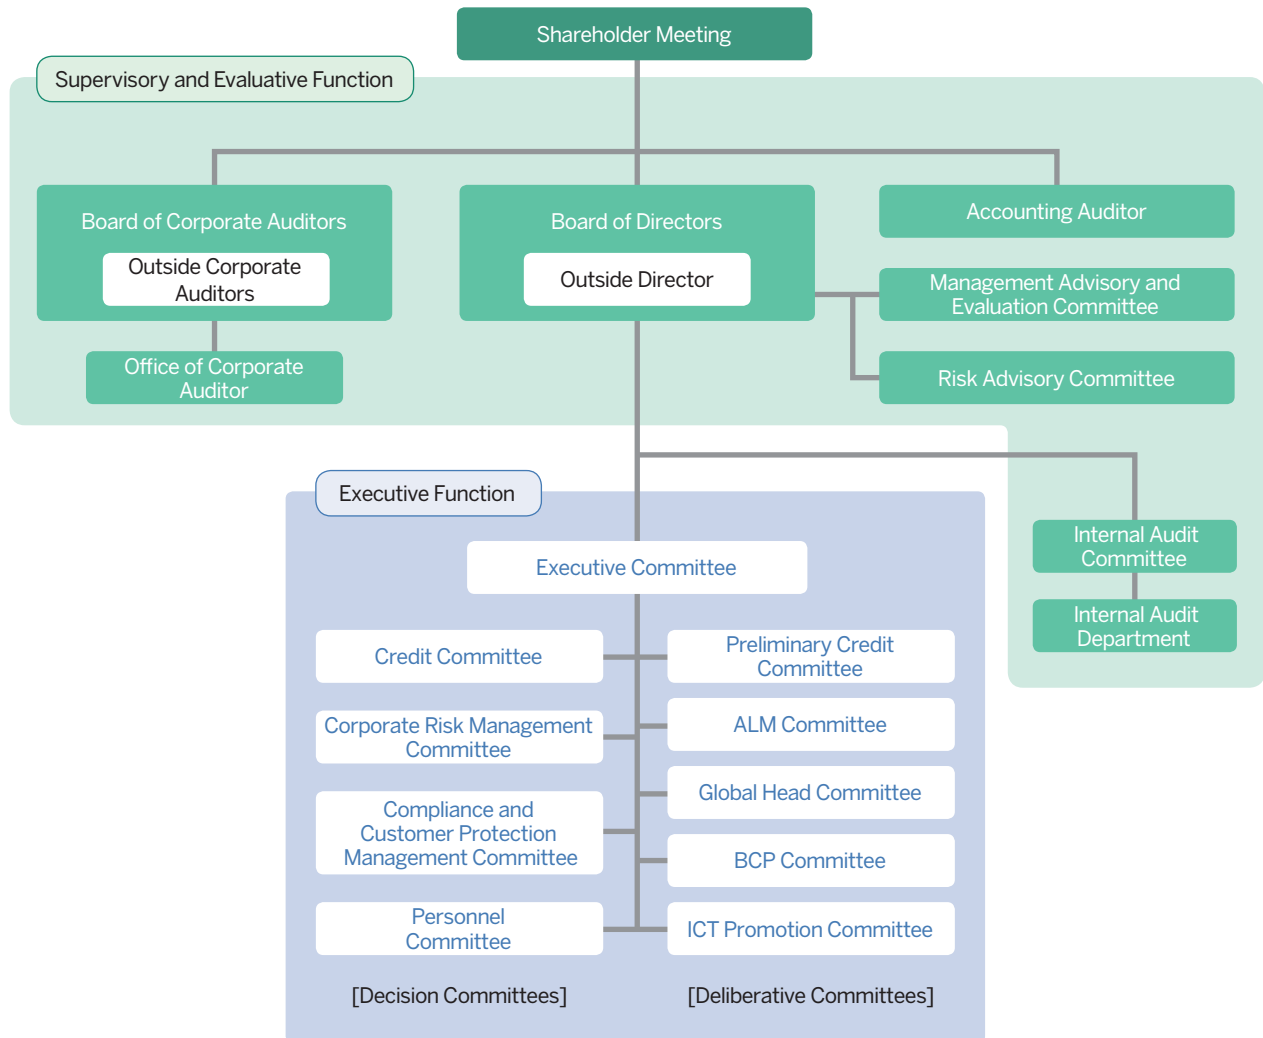 Shareholder Meeting
Supervisory and Evaluative Function
Board of Corporate Auditors
Outside Corporate
Auditors
Office of Corporate
Auditor
Board of Directors
Outside Director
Accounting Auditor
Management Advisory and
Evaluation Committee
Risk Advisory Committee
Internal Audit
Committee
Internal Audit
Department
Executive Function
Executive Committee
Credit Committee
Corporate Risk Management
Committee
Compliance and
Customer Protection
Management Committee
Personnel
Committee
[Decision Committees]
Preliminary Credit
Committee
ALM Committee
Global Head Committee
BCP Committee
ICT Promotion Committee
[Deliberative Committees]